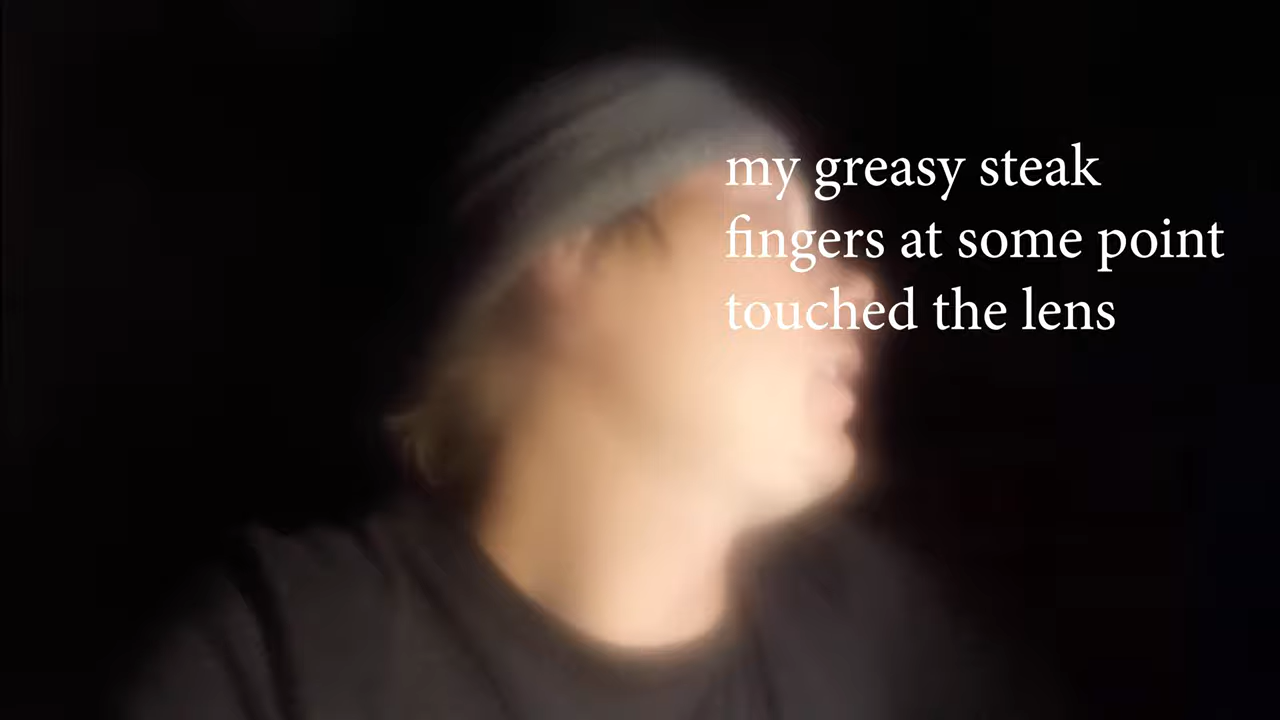 my greasy steak
fingers at some point
touched the lens